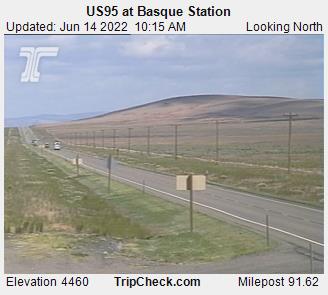 US95 at Basque Station
Updated: Jun 14 2022 10:15 AM Looking North
Elevation 4460 TripCheck.com Milepost 91.62